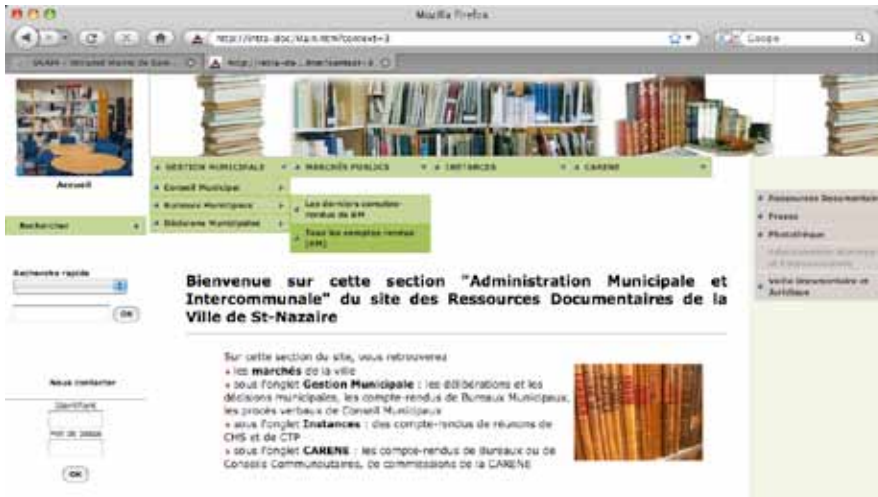 Mozilla Firefox
Google
Accueil
GESTION MUNICIPALE
MARCHÉS PUBLICS
INSTANCES
CARENE
Conseil Municipal
Bureaux Municipaux
Décisions Municipales
Les derniers comptes-
rendus de BM
Tous les comptes rendus
(BM)
Rechercher
Ressources Documentaires
Presse
Photothèque
Veille Documentaire et
Juridique
Recherche rapide
OK
Bienvenue sur cette section "Administration Municipale et
Intercommunale" du site des Ressources Documentaires de la
Ville de St-Nazaire
Sur cette section du site, vous retrouverez
les marchés de la ville
sous l'onglet Gestion Municipale : les délibérations et les
décisions municipales, les compte-rendus de Bureaux Municipaux,
les procès verbaux de Conseil Municipaux
sous l'onglet Instances : des compte-rendus de réunions de
CHS et de CTP
sous l'onglet CARENE : les compte-rendus de Bureaux ou de
Conseils Communautaires, de commissions de la CARENE
Nous contacter
Identifiant
Mot de passe
OK